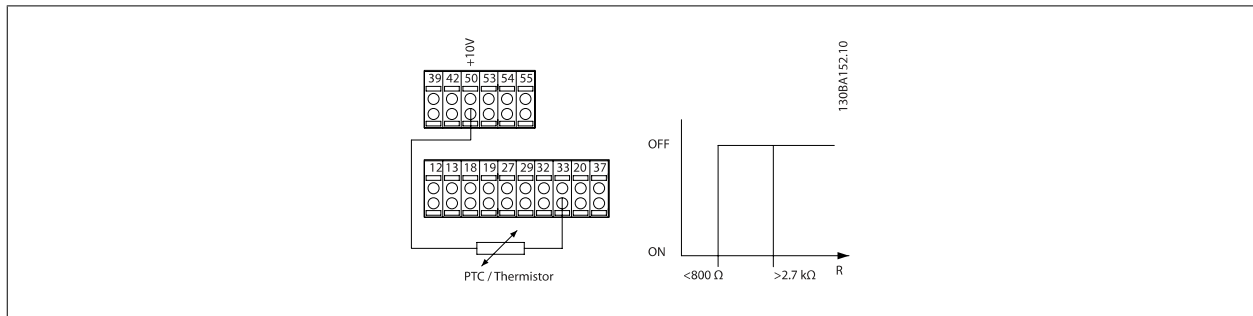 +10V
39 42 50 53 54 55
12 13 18 19 27 29 32 33 20 37
PTC / Thermistor
130BA152.10
OFF
ON
<800 Ω >2.7 kΩ R